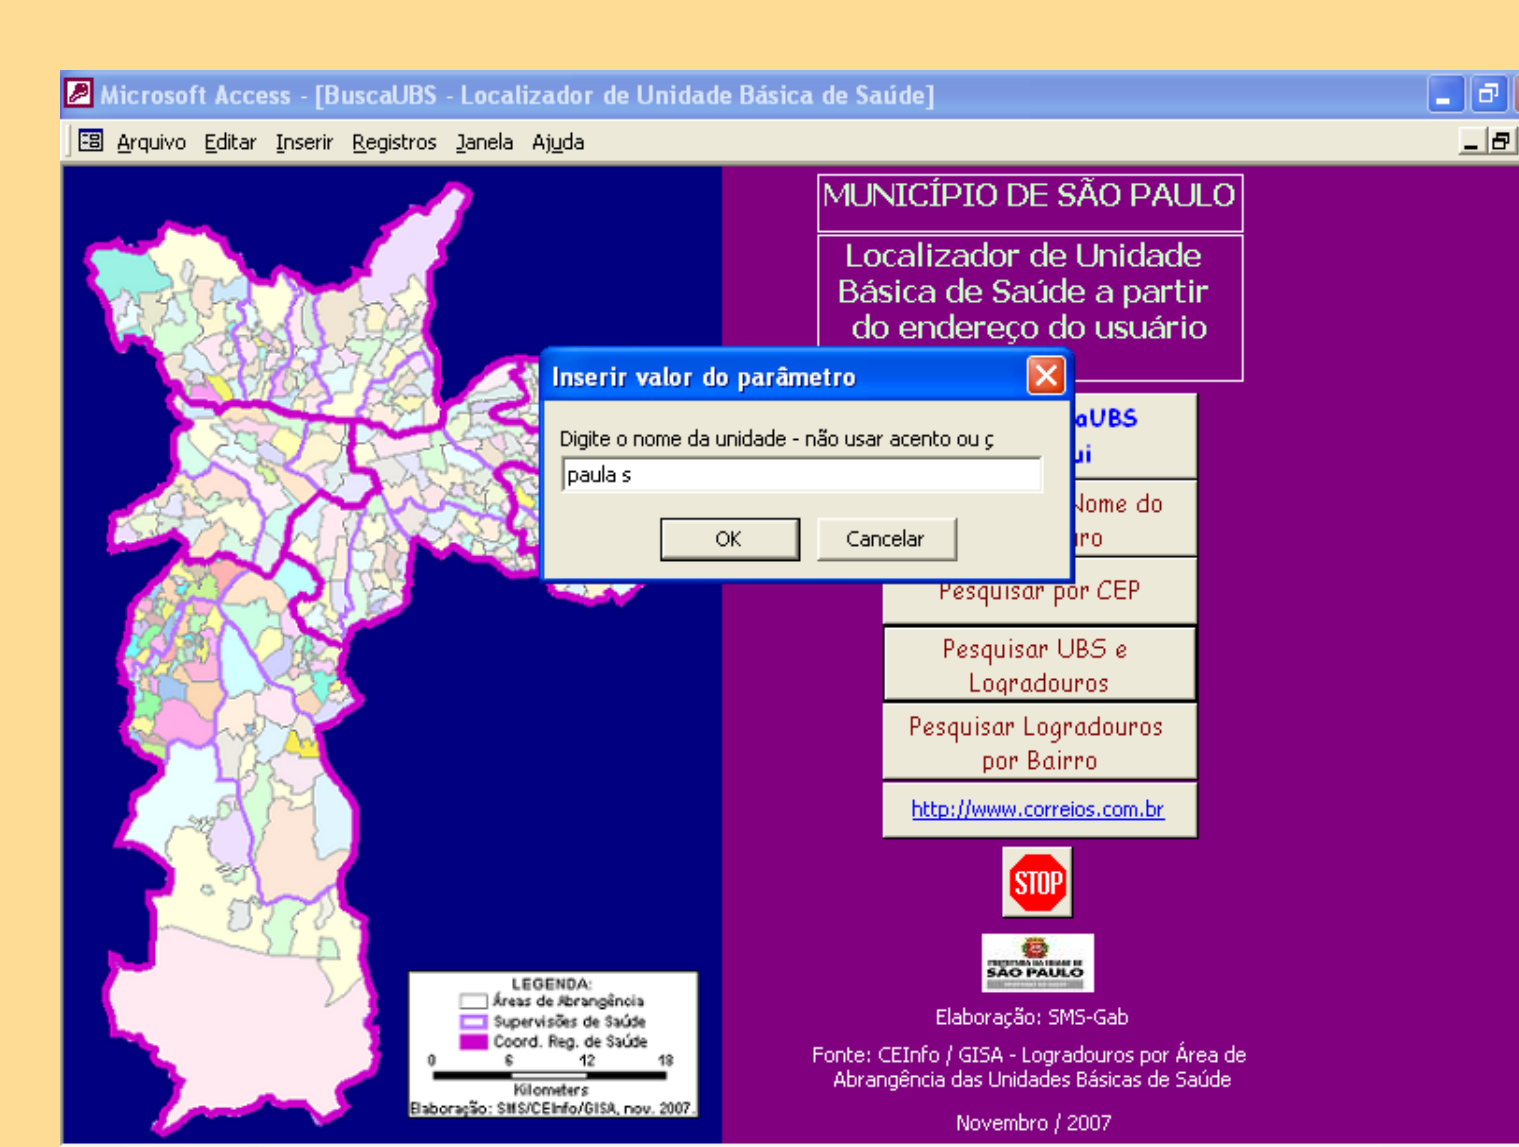 Microsoft Access - [BuscaUBS - Localizador de Unidade Básica de Saúde]
Arquivo Editar Inserir Registros Janela Ajuda
MUNICÍPIO DE SÃO PAULO
Localizador de Unidade
Básica de Saúde a partir
do endereço do usuário
Inserir valor do parâmetro
Digite o nome da unidade - não usar acento ou ç
paula s
OK Cancelar
aUBS
ui
Nome do
uro
Pesquisar por CEP
Pesquisar UBS e
Logradouros
Pesquisar Logradouros
por Bairro
http://www.correios.com.br
STOP
SÃO PAULO
LEGENDA:
Áreas de Abrangência
Supervisões de Saúde
Coord. Reg. de Saúde
0 6 12 18
Kilometers
Elaboração: SMS/CEInfo/GISA, nov. 2007.
Elaboração: SMS-Gab
Fonte: CEInfo / GISA - Logradouros por Área de
Abrangência das Unidades Básicas de Saúde
Novembro / 2007